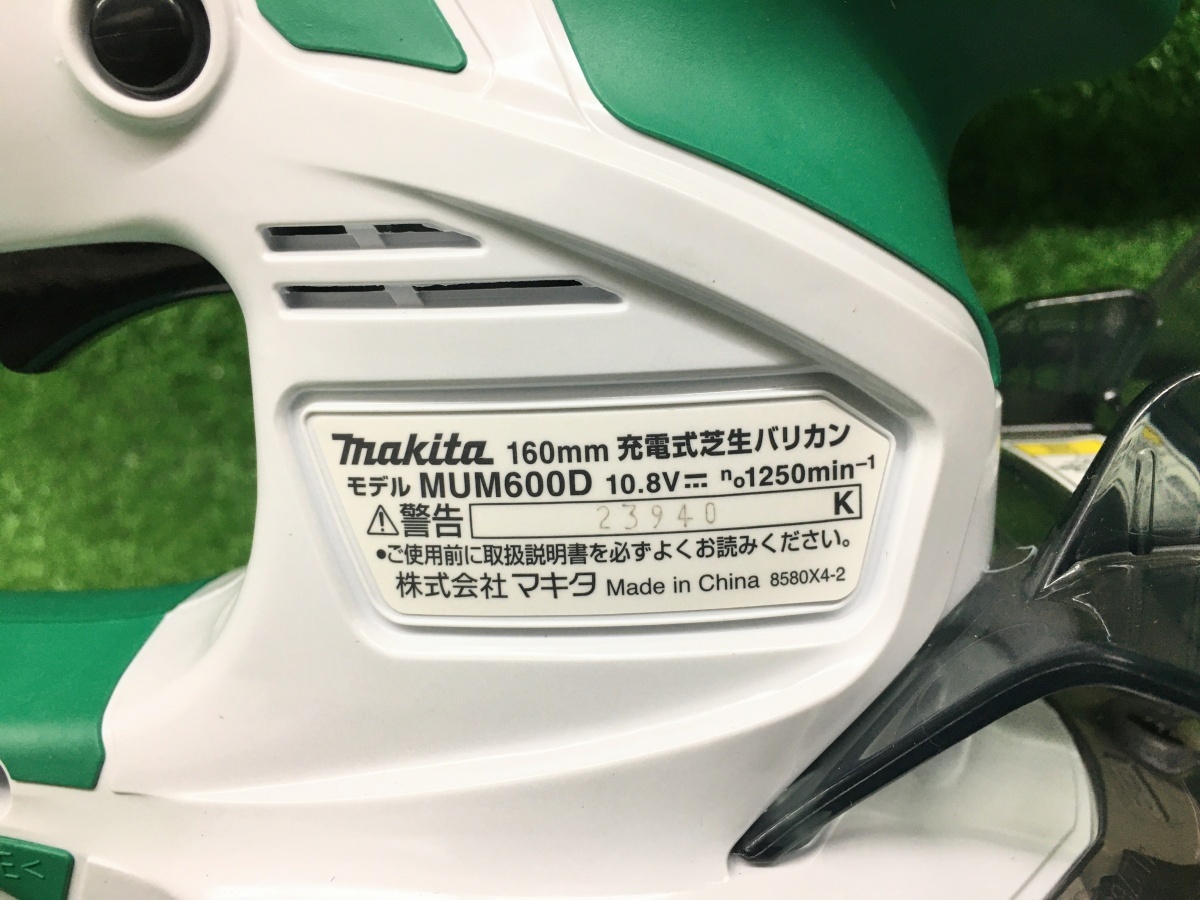 makita 160mm 充電式芝生バリカン
モデル MUM600D 10.8V⎓ no1250min-1
⚠警告 23940 K
●ご使用前に取扱説明書を必ずよくお読みください。
株式会社 マキタ Made in China 8580X4-2